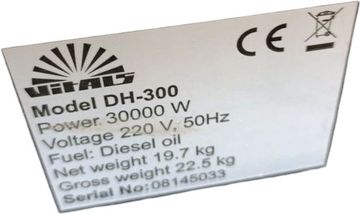 Vitals
CE
Model DH-300
Power 30000 W
Voltage 220 V, 50Hz
Fuel: Diesel oil
Net weight 19.7 kg
Gross weight 22.5 kg
Serial No: 08145033